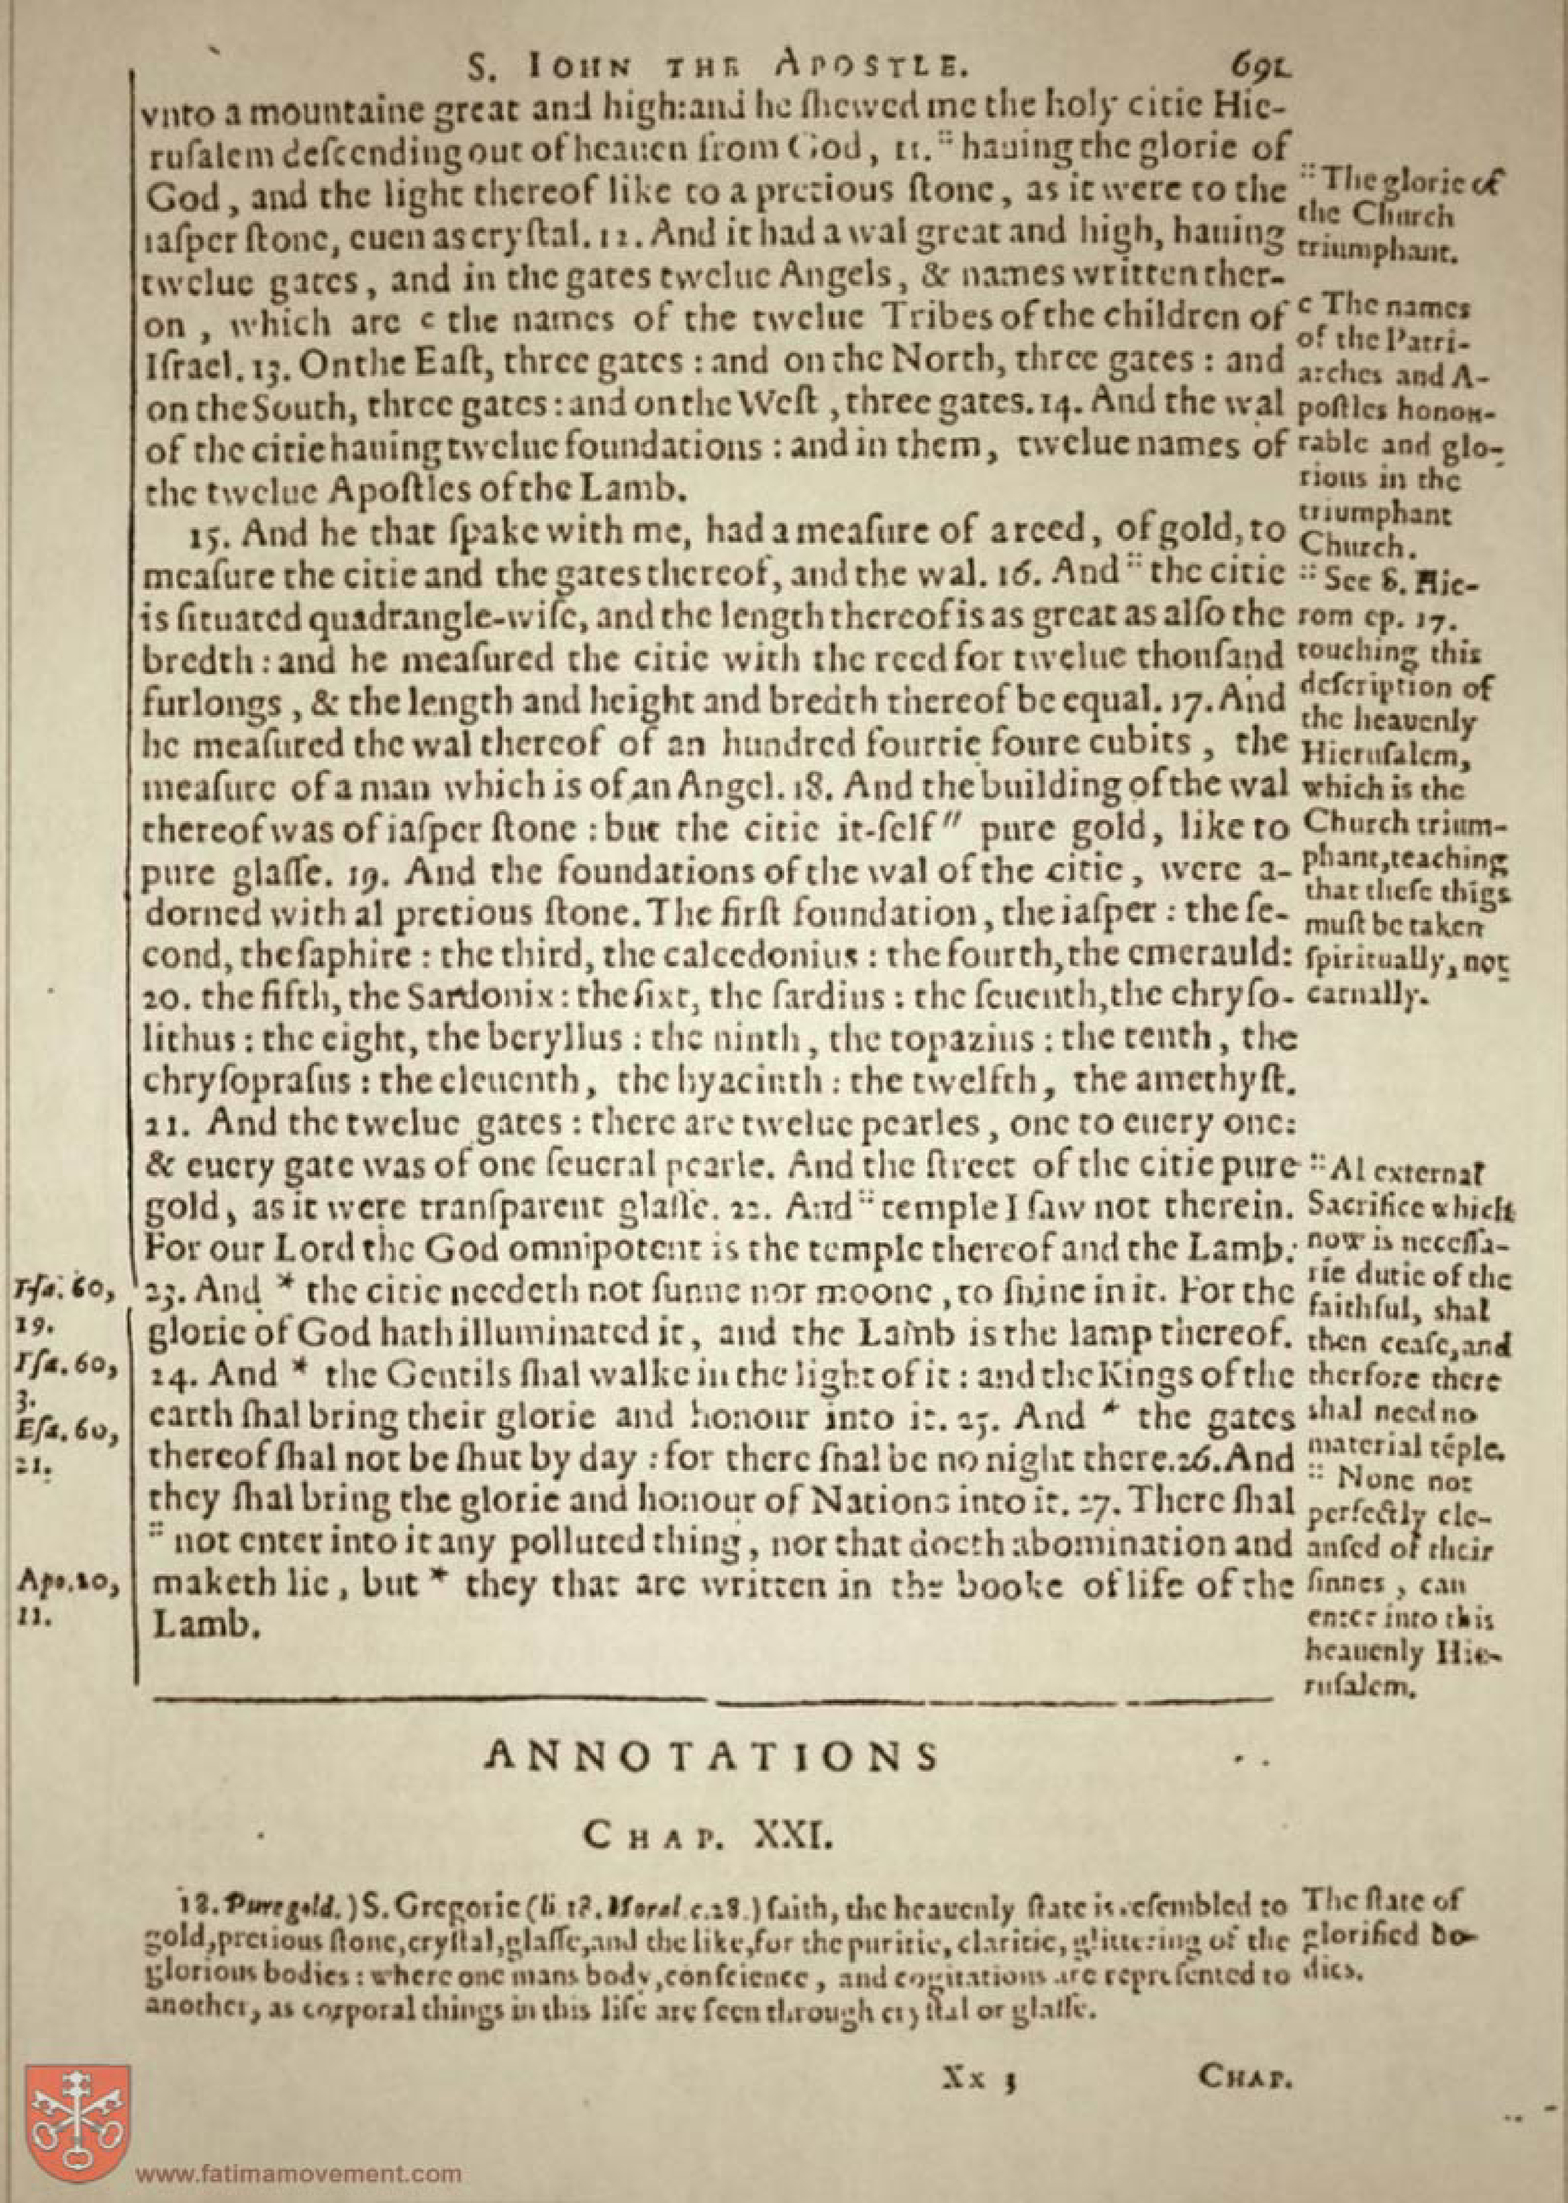 S. IOHN THE APOSTLE. 691
vnto a mountaine great and high: and he ſhewed me the holy citie Hie-
ruſalem deſcending out of heauen from God, 11. :: hauing the glorie of
God, and the light thereof like to a pretious ſtone, as it were to the
iaſper ſtone, euen as cryſtal. 12. And it had a wal great and high, hauing
twelue gates, and in the gates twelue Angels, & names written ther-
on, which are c the names of the twelue Tribes of the children of
Iſrael. 13. On the Eaſt, three gates: and on the North, three gates: and
on the South, three gates: and on the Weſt, three gates. 14. And the wal
of the citie hauing twelue foundations: and in them, twelue names of
the twelue Apoſtles of the Lamb.
15. And he that ſpake with me, had a meaſure of a reed, of gold, to
meaſure the citie and the gates thereof, and the wal. 16. And :: the citie
is ſituated quadrangle-wiſe, and the length thereof is as great as alſo the
bredth: and he meaſured the citie with the reed for twelue thouſand
furlongs, & the length and height and bredth thereof be equal. 17. And
he meaſured the wal thereof of an hundred fourtie foure cubits, the
meaſure of a man which is of an Angel. 18. And the building of the wal
thereof was of iaſper ſtone: but the citie it-ſelf " pure gold, like to
pure glaſſe. 19. And the foundations of the wal of the citie, were a-
dorned with al pretious ſtone. The firſt foundation, the iaſper: the ſe-
cond, the ſaphire: the third, the calcedonius: the fourth, the emerauld:
20. the fifth, the Sardonix: the ſixt, the ſardius: the ſeuenth, the chryſo-
lithus: the eight, the beryllus: the ninth, the topazius: the tenth, the
chryſopraſus: the eleuenth, the hyacinth: the twelfth, the amethyſt.
21. And the twelue gates: there are twelue pearles, one to euery one:
& euery gate was of one ſeueral pearle. And the ſtreet of the citie pure
gold, as it were tranſparent glaſſe. 22. And :: temple I ſaw not therein.
For our Lord the God omnipotent is the temple thereof and the Lamb.
23. And * the citie needeth not ſunne nor moone, to ſhine in it. For the
glorie of God hath illuminated it, and the Lamb is the lamp thereof.
24. And * the Gentils ſhal walke in the light of it: and the Kings of the
earth ſhal bring their glorie and honour into it. 25. And * the gates
thereof ſhal not be ſhut by day: for there ſhal be no night there. 26. And
they ſhal bring the glorie and honour of Nations into it. 27. There ſhal
:: not enter into it any polluted thing, nor that doeth abomination and
maketh lie, but * they that are written in the booke of life of the
Lamb.
:: The glorie of
the Church
triumphant.
c The names
of the Patri-
arches and A-
poſtles honou-
rable and glo-
rious in the
triumphant
Church.
:: See S. Hie-
rom ep. 17.
touching this
deſcription of
the heauenly
Hieruſalem,
which is the
Church trium-
phant, teaching
that theſe thīgs
muſt be taken
ſpiritually, not
carnally.
:: Al external
Sacrifice which
now is neceſſa-
rie dutie of the
faithful, shal
then ceaſe, and
therfore there
shal need no
material tēple.
:: None not
perfectly cle-
anſed of their
ſinnes, can
enter into this
heauenly Hie-
ruſalem.
Iſa. 60,
19.
Iſa. 60,
3.
Eſa. 60,
21.
Apo. 20,
11.
ANNOTATIONS
CHAP. XXI.
18. Pure gold.) S. Gregorie (li 18. Moral c. 28.) ſaith, the heauenly ſtate is reſembled to
gold, pretious ſtone, cryſtal, glaſſe, and the like, for the puritie, claritie, glittering of the
glorious bodies: where one mans body, conſcience, and cogitations are repreſented to
another, as corporal things in this life are ſeen through cryſtal or glaſſe.
The ſtate of
glorified bo-
dies.
Xx 3 CHAP.
www.fatimamovement.com